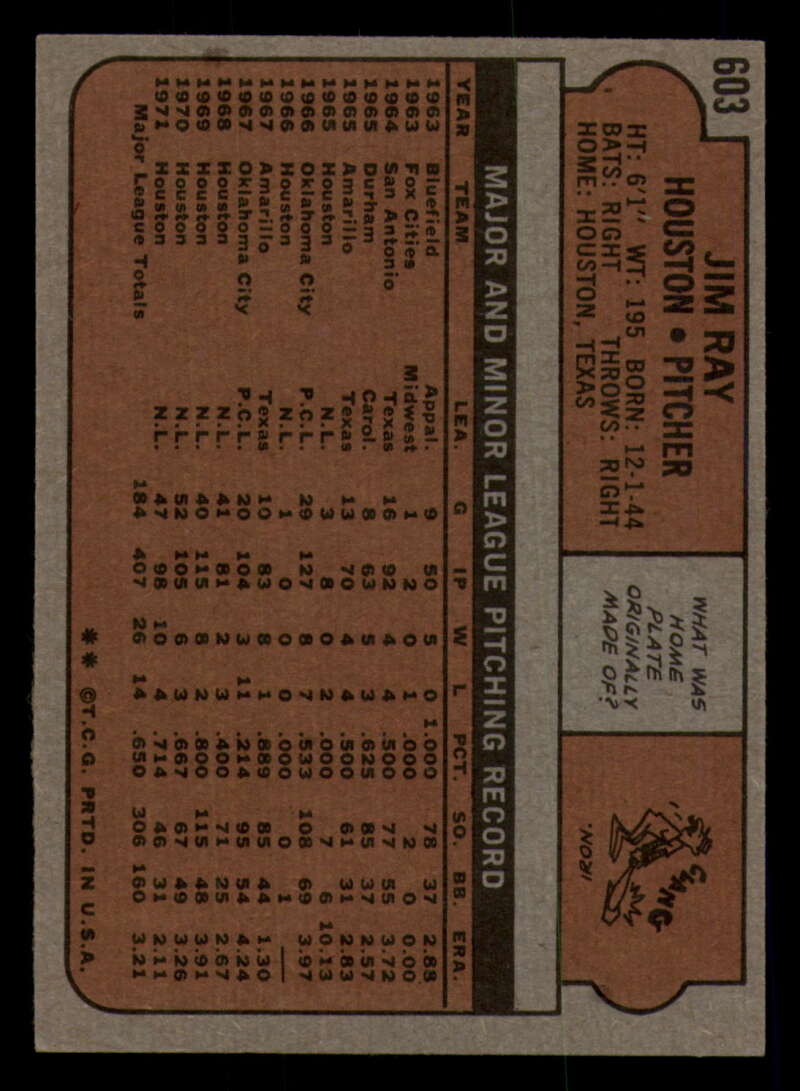 603
JIM RAY
HOUSTON • PITCHER
HT: 6'1" WT: 195 BORN: 12-1-44
BATS: RIGHT THROWS: RIGHT
HOME: HOUSTON, TEXAS
WHAT WAS
HOME
PLATE
ORIGINALLY
MADE OF?
CLANG
IRON.
MAJOR AND MINOR LEAGUE PITCHING RECORD
YEAR TEAM LEA. G IP W L PCT. SO. BB. ERA.
1963 Bluefield Appal. 9 50 5 0 1.000 78 37 2.88
1963 Fox Cities Midwest 1 2 0 1 .000 2 0 0.00
1964 San Antonio Texas 16 92 4 4 .500 77 55 3.72
1965 Durham Carol. 8 63 5 3 .625 85 37 2.57
1965 Amarillo Texas 13 70 4 4 .500 61 31 2.83
1965 Houston N.L. 3 8 0 2 .000 7 6 10.13
1966 Oklahoma City P.C.L. 29 127 8 7 .533 108 69 3.97
1966 Houston N.L. 1 0 0 0 .000 0 1 —
1967 Amarillo Texas 10 83 8 1 .889 85 44 1.30
1967 Oklahoma City P.C.L. 20 104 3 11 .214 95 54 4.24
1968 Houston N.L. 41 81 2 3 .400 71 25 2.67
1969 Houston N.L. 40 115 8 2 .800 115 48 3.91
1970 Houston N.L. 52 105 6 3 .667 67 49 3.26
1971 Houston N.L. 47 98 10 4 .714 46 31 2.11
Major League Totals 184 407 26 14 .650 306 160 3.21
** ©T.C.G. PRTD. IN U.S.A.